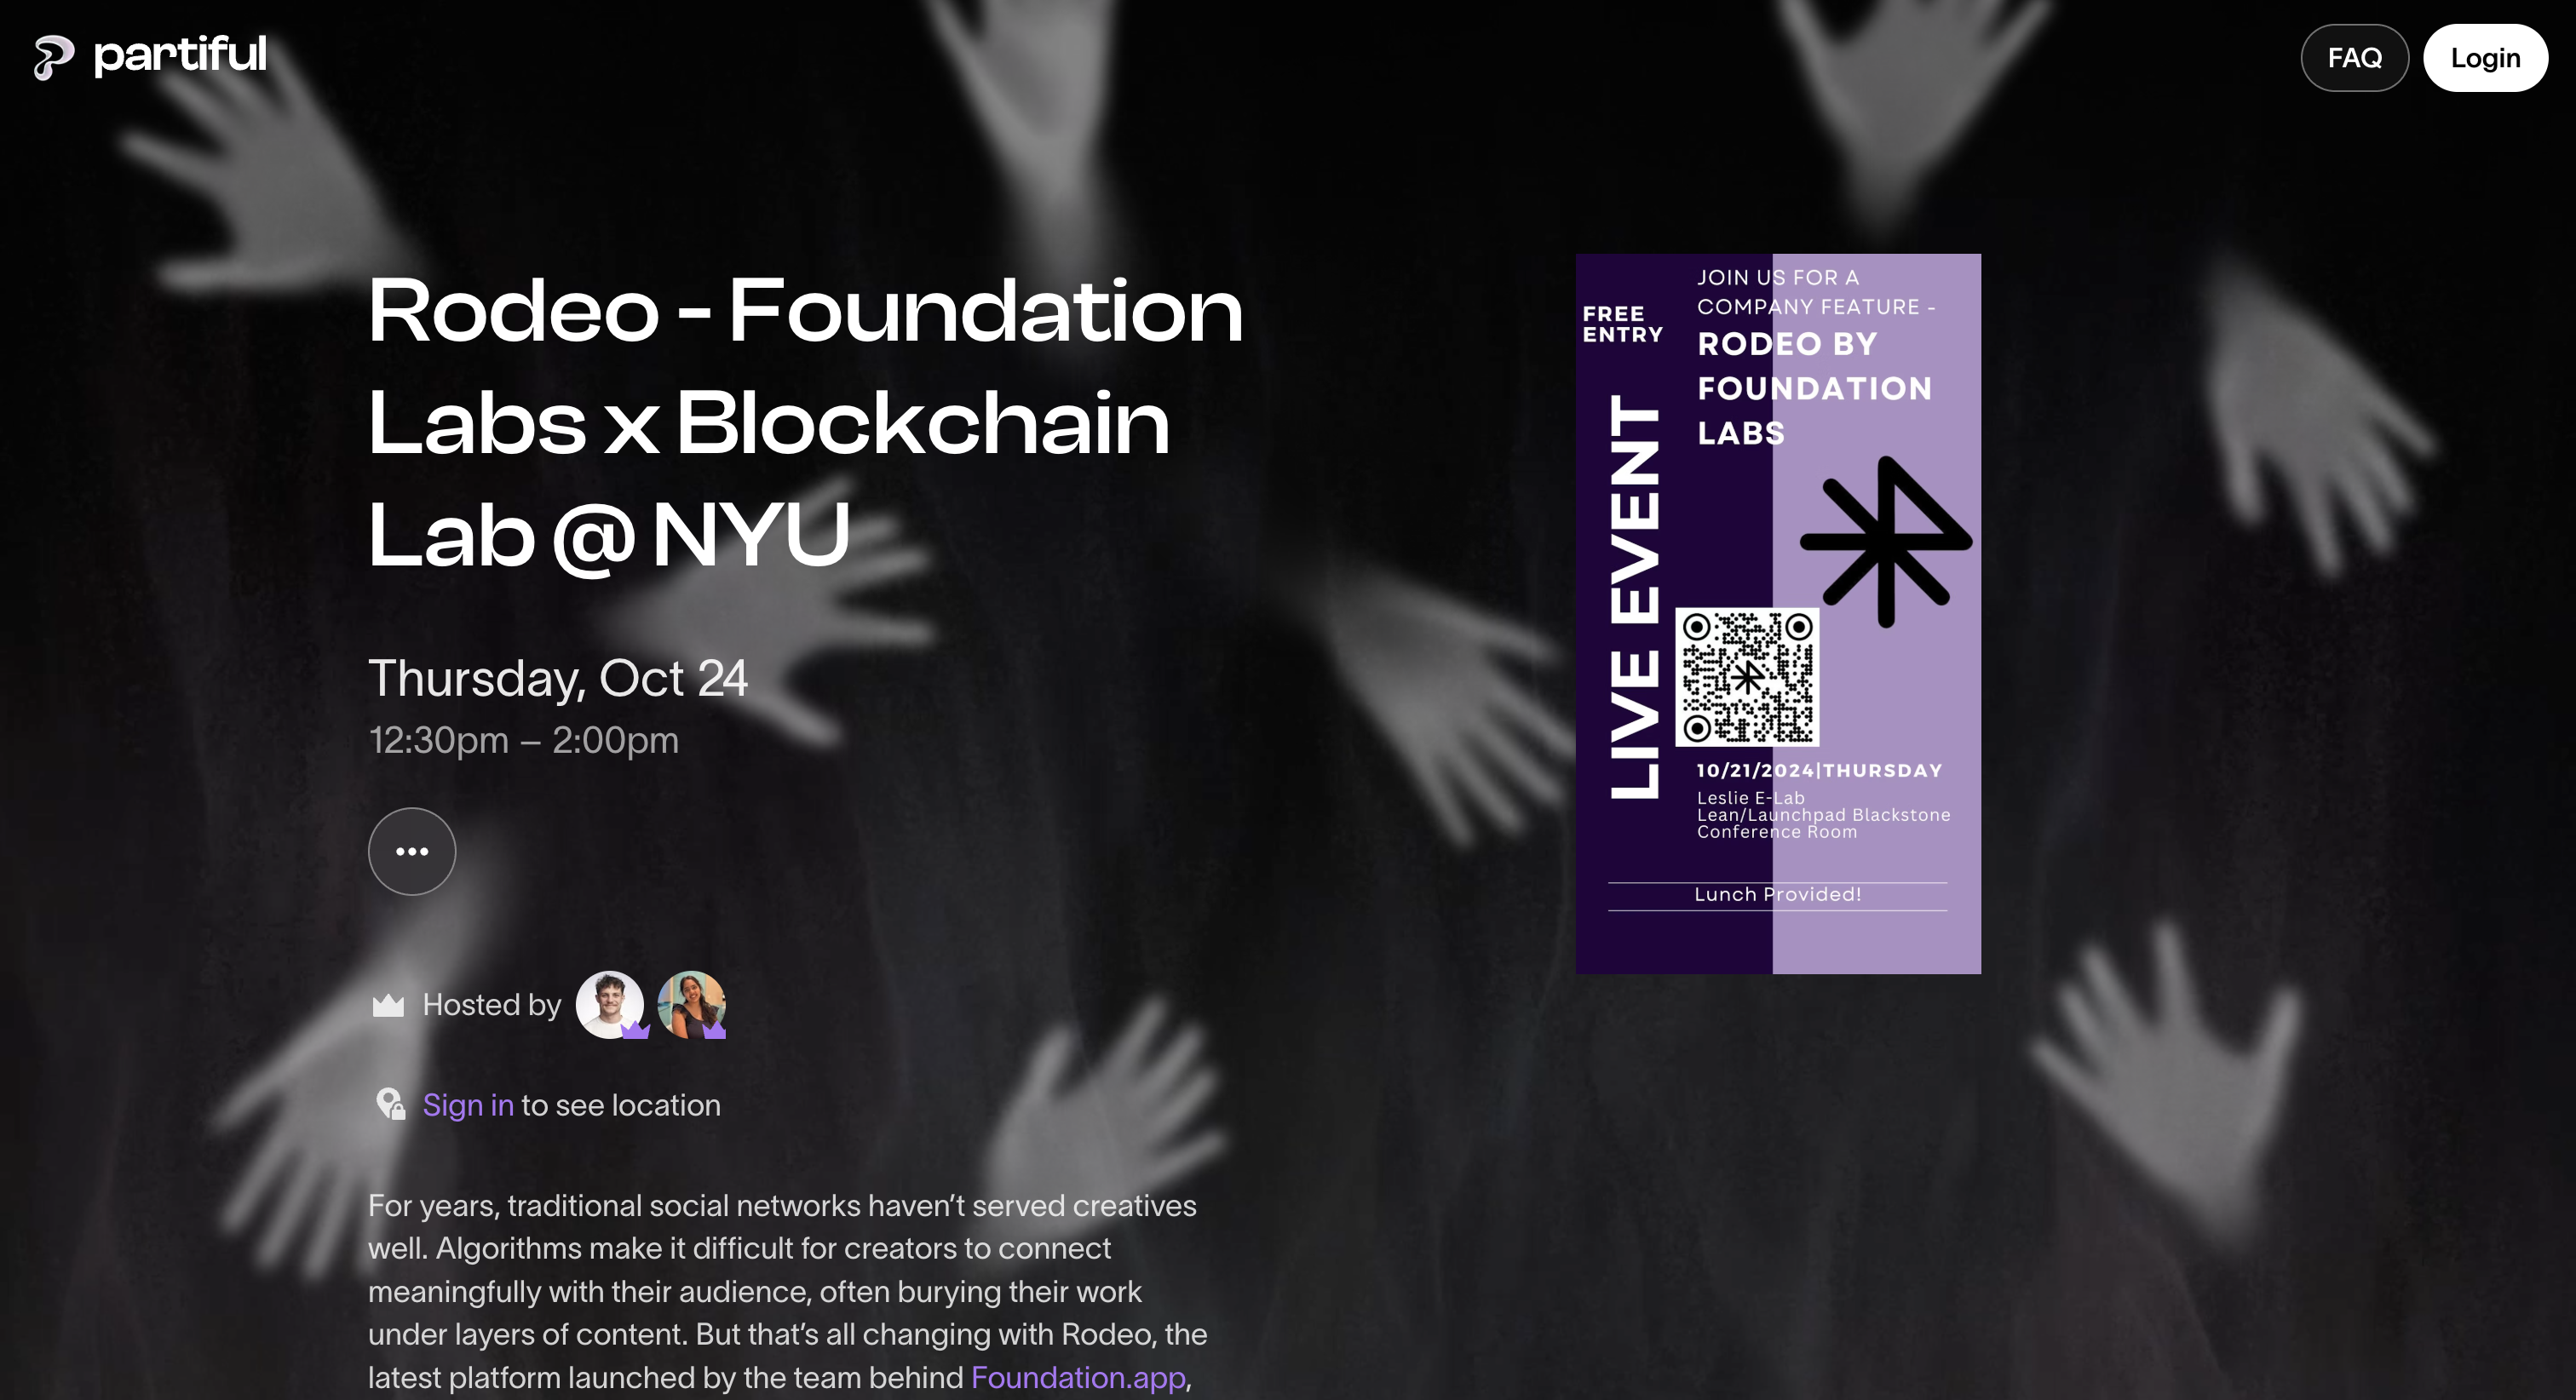 partiful
FAQ
Login
Rodeo - Foundation
Labs x Blockchain
Lab @ NYU
Thursday, Oct 24
12:30pm – 2:00pm
Hosted by
Sign in to see location
For years, traditional social networks haven’t served creatives
well. Algorithms make it difficult for creators to connect
meaningfully with their audience, often burying their work
under layers of content. But that’s all changing with Rodeo, the
latest platform launched by the team behind Foundation.app,
FREE
ENTRY
LIVE EVENT
JOIN US FOR A
COMPANY FEATURE -
RODEO BY
FOUNDATION
LABS
10/21/2024|THURSDAY
Leslie E-Lab
Lean/Launchpad Blackstone
Conference Room
Lunch Provided!